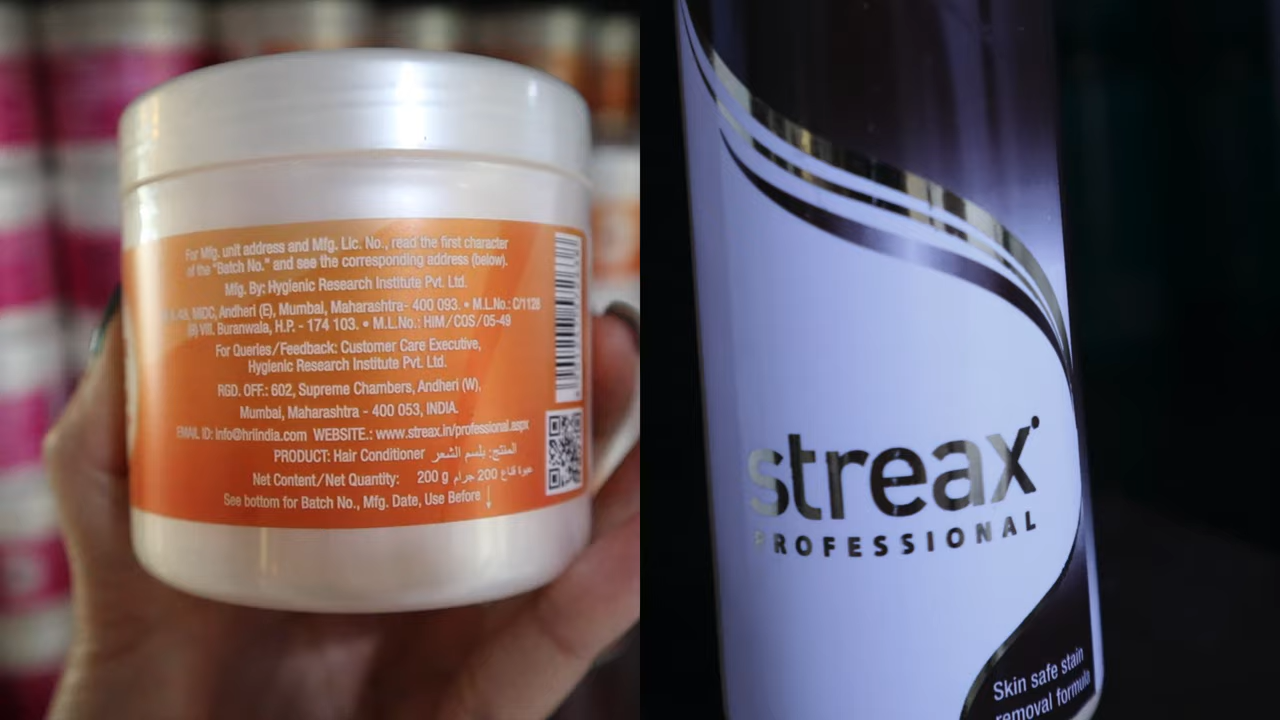 For Mfg. unit address and Mfg. Lic. No., read the first character
of the "Batch No." and see the corresponding address (below).
Mfg. By: Hygienic Research Institute Pvt. Ltd.
MIDC, Andheri (E), Mumbai, Maharashtra- 400 093. • M.L.No.: C/1128
Vill. Buranwala, H.P. - 174 103. • M.L.No.: HIM/COS/05-49
For Queries/Feedback: Customer Care Executive,
Hygienic Research Institute Pvt. Ltd.
RGD. OFF.: 602, Supreme Chambers, Andheri (W),
Mumbai, Maharashtra - 400 053, INDIA.
EMAIL ID: info@hriindia.com WEBSITE.: www.streax.in/professional.aspx
PRODUCT: Hair Conditioner المنتج: بلسم الشعر
Net Content/Net Quantity: 200 g عبوة قناع 200 جرام
See bottom for Batch No., Mfg. Date, Use Before
streax
PROFESSIONAL
Skin safe stain
removal formula